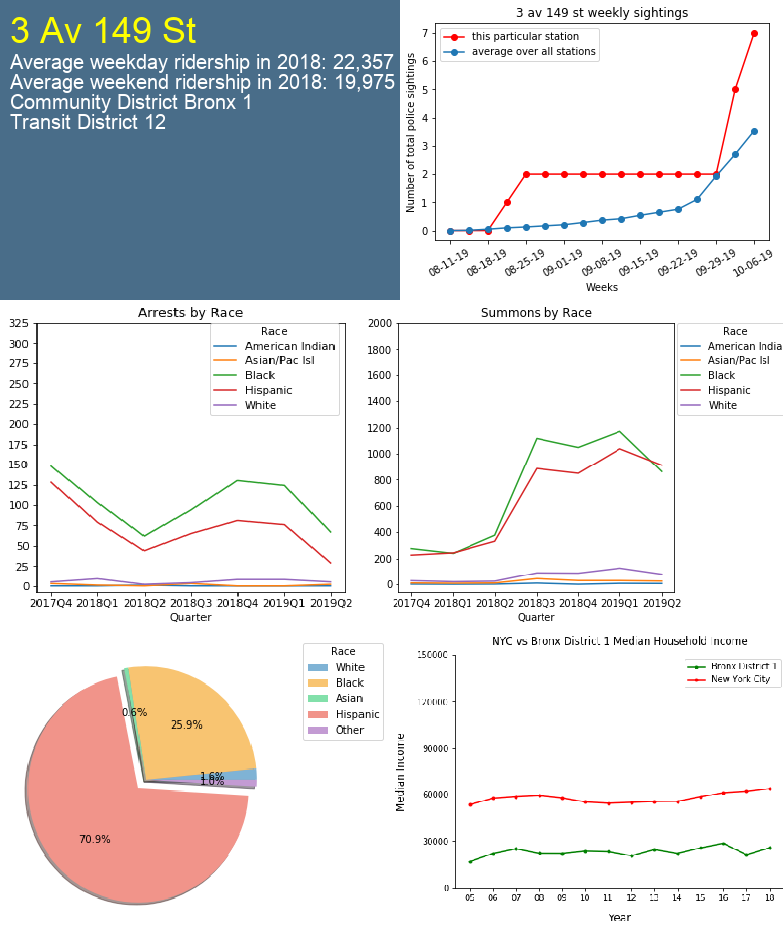 3 Av 149 St
Average weekday ridership in 2018: 22,357
Average weekend ridership in 2018: 19,975
Community District Bronx 1
Transit District 12
3 av 149 st weekly sightings
this particular station
average over all stations
Number of total police sightings
7
6
5
4
3
2
1
0
08-11-19
08-18-19
08-25-19
09-01-19
09-08-19
09-15-19
09-22-19
09-29-19
10-06-19
Weeks
Arrests by Race
325
300
275
250
225
200
175
150
125
100
75
50
25
0
Race
American Indian
Asian/Pac Isl
Black
Hispanic
White
2017Q4 2018Q1 2018Q2 2018Q3 2018Q4 2019Q1 2019Q2
Quarter
Summons by Race
2000
1800
1600
1400
1200
1000
800
600
400
200
0
Race
American India
Asian/Pac Isl
Black
Hispanic
White
2017Q4 2018Q1 2018Q2 2018Q3 2018Q4 2019Q1 2019Q2
Quarter
Race
White
Black
Asian
Hispanic
Other
0.6%
25.9%
1.6%
1.0%
70.9%
NYC vs Bronx District 1 Median Household Income
Bronx District 1
New York City
Median Income
150000
120000
90000
60000
30000
0
05 06 07 08 09 10 11 12 13 14 15 16 17 18
Year